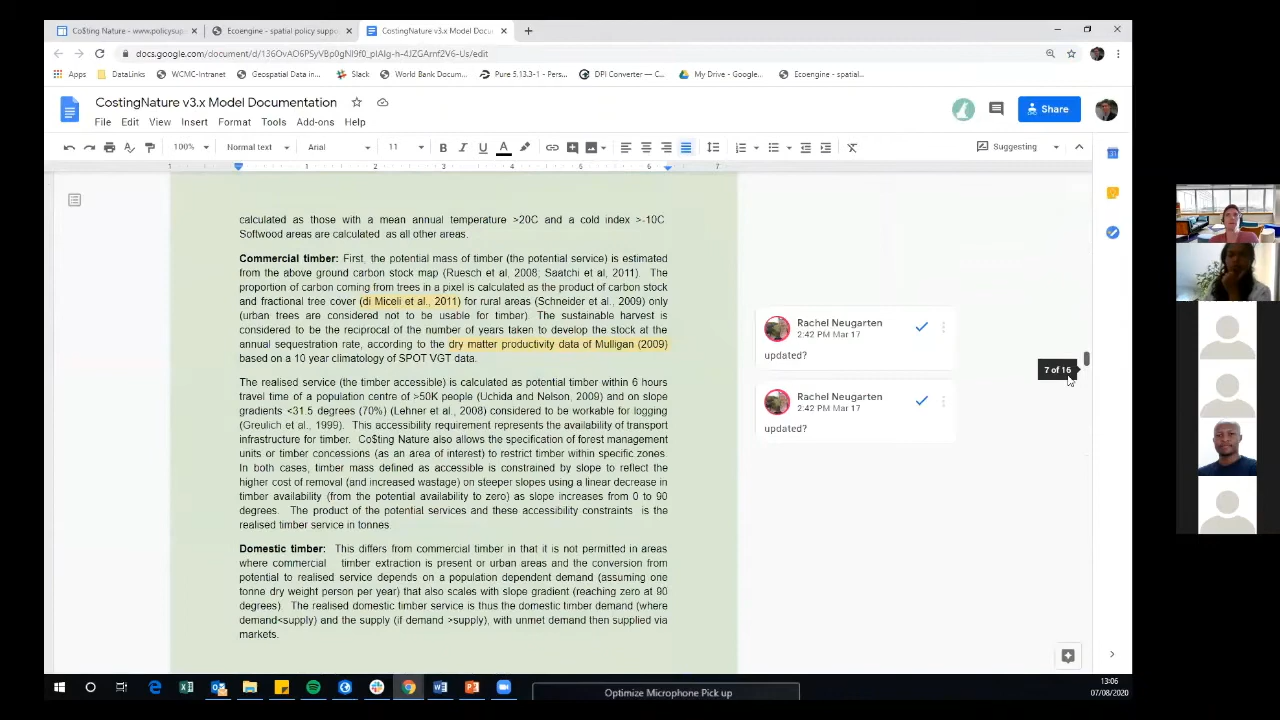 Co$ting Nature - www.policysup
Ecoengine - spatial policy suppo
CostingNature v3.x Model Docu
docs.google.com/document/d/136OvAO6PSyVBp0gNI9f0_pIAIg-h-4JZGAmf2V6-Us/edit
Apps
DataLinks
WCMC-Intranet
Geospatial Data in...
Slack
World Bank Docum...
Pure 5.13.3-1 - Pers...
DPI Converter — C...
My Drive - Google...
Ecoengine - spatial...
CostingNature v3.x Model Documentation
Share
File Edit View Insert Format Tools Add-ons Help
100% Normal text Arial 11 Suggesting
1 1 2 3 4 5 6 7
calculated as those with a mean annual temperature >20C and a cold index >-10C
Softwood areas are calculated as all other areas.
Commercial timber: First, the potential mass of timber (the potential service) is estimated
from the above ground carbon stock map (Ruesch et al, 2008; Saatchi et al, 2011). The
proportion of carbon coming from trees in a pixel is calculated as the product of carbon stock
and fractional tree cover (di Miceli et al., 2011) for rural areas (Schneider et al., 2009) only
(urban trees are considered not to be usable for timber). The sustainable harvest is
considered to be the reciprocal of the number of years taken to develop the stock at the
annual sequestration rate, according to the dry matter productivity data of Mulligan (2009)
based on a 10 year climatology of SPOT VGT data.
The realised service (the timber accessible) is calculated as potential timber within 6 hours
travel time of a population centre of >50K people (Uchida and Nelson, 2009) and on slope
gradients <31.5 degrees (70%) (Lehner et al., 2008) considered to be workable for logging
(Greulich et al., 1999). This accessibility requirement represents the availability of transport
infrastructure for timber. Co$ting Nature also allows the specification of forest management
units or timber concessions (as an area of interest) to restrict timber within specific zones.
In both cases, timber mass defined as accessible is constrained by slope to reflect the
higher cost of removal (and increased wastage) on steeper slopes using a linear decrease in
timber availability (from the potential availability to zero) as slope increases from 0 to 90
degrees. The product of the potential services and these accessibility constraints is the
realised timber service in tonnes.
Domestic timber: This differs from commercial timber in that it is not permitted in areas
where commercial timber extraction is present or urban areas and the conversion from
potential to realised service depends on a population dependent demand (assuming one
tonne dry weight person per year) that also scales with slope gradient (reaching zero at 90
degrees). The realised domestic timber service is thus the domestic timber demand (where
demand<supply) and the supply (if demand >supply), with unmet demand then supplied via
markets.
Rachel Neugarten
2:42 PM Mar 17
updated?
Rachel Neugarten
2:42 PM Mar 17
updated?
7 of 16
Optimize Microphone Pick up
13:06
07/08/2020